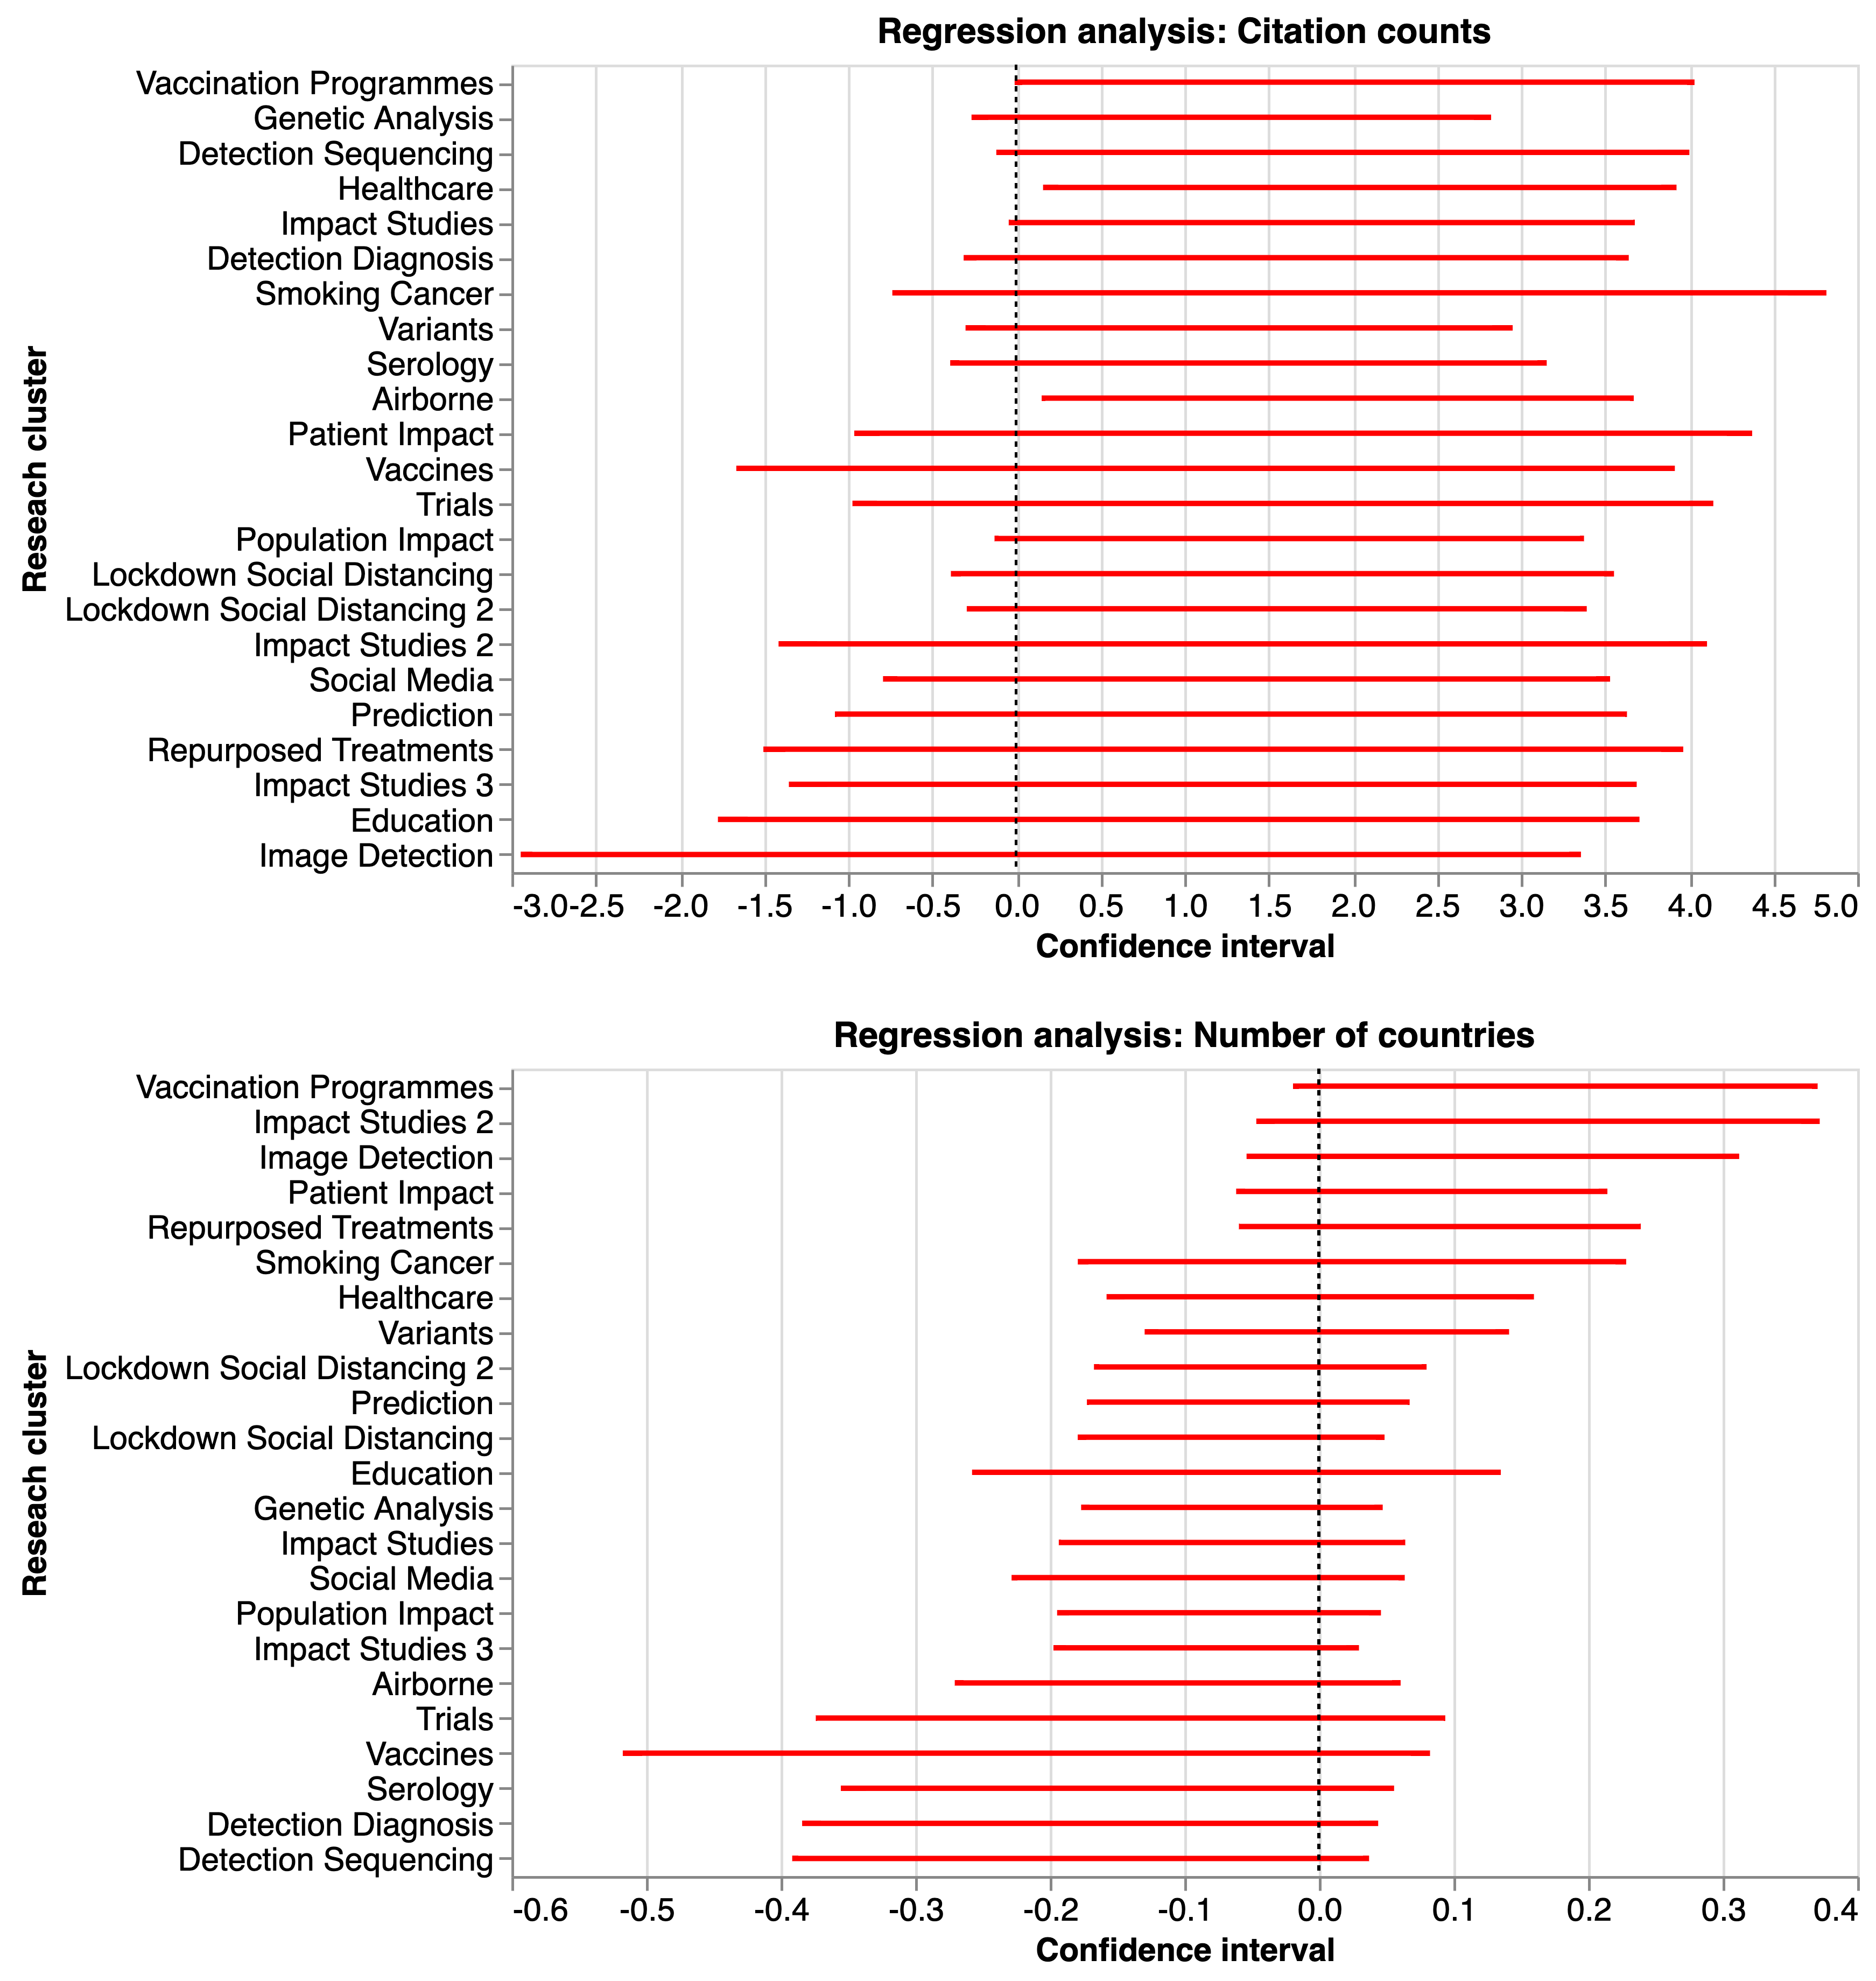 Regression analysis: Citation counts
Reseach cluster
Vaccination Programmes
Genetic Analysis
Detection Sequencing
Healthcare
Impact Studies
Detection Diagnosis
Smoking Cancer
Variants
Serology
Airborne
Patient Impact
Vaccines
Trials
Population Impact
Lockdown Social Distancing
Lockdown Social Distancing 2
Impact Studies 2
Social Media
Prediction
Repurposed Treatments
Impact Studies 3
Education
Image Detection
-3.0 -2.5 -2.0 -1.5 -1.0 -0.5 0.0 0.5 1.0 1.5 2.0 2.5 3.0 3.5 4.0 4.5 5.0
Confidence interval
Regression analysis: Number of countries
Reseach cluster
Vaccination Programmes
Impact Studies 2
Image Detection
Patient Impact
Repurposed Treatments
Smoking Cancer
Healthcare
Variants
Lockdown Social Distancing 2
Prediction
Lockdown Social Distancing
Education
Genetic Analysis
Impact Studies
Social Media
Population Impact
Impact Studies 3
Airborne
Trials
Vaccines
Serology
Detection Diagnosis
Detection Sequencing
-0.6 -0.5 -0.4 -0.3 -0.2 -0.1 0.0 0.1 0.2 0.3 0.4
Confidence interval